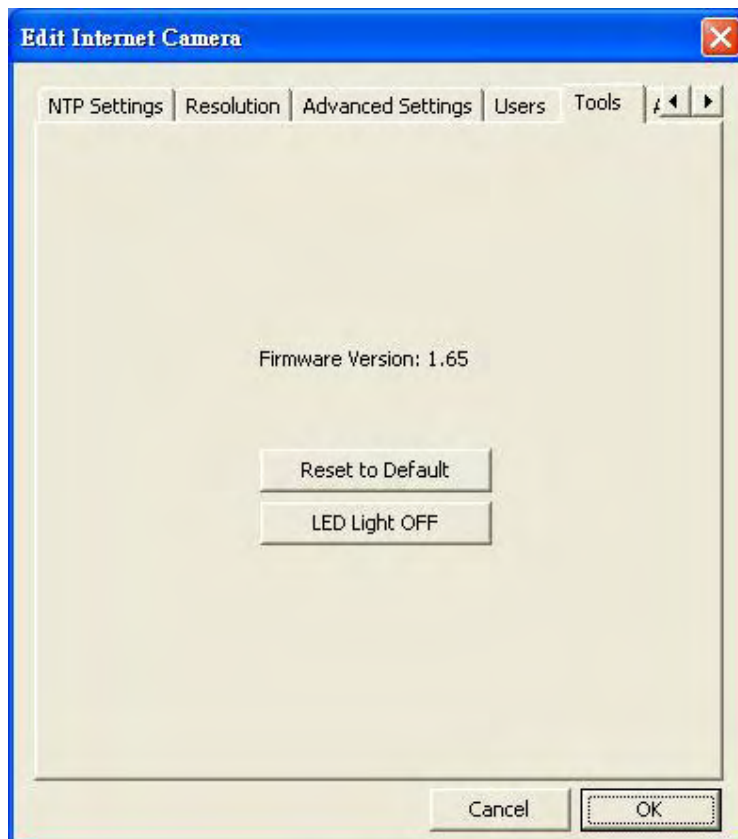 Edit Internet Camera
NTP Settings Resolution Advanced Settings Users Tools
Firmware Version: 1.65
Reset to Default
LED Light OFF
Cancel OK